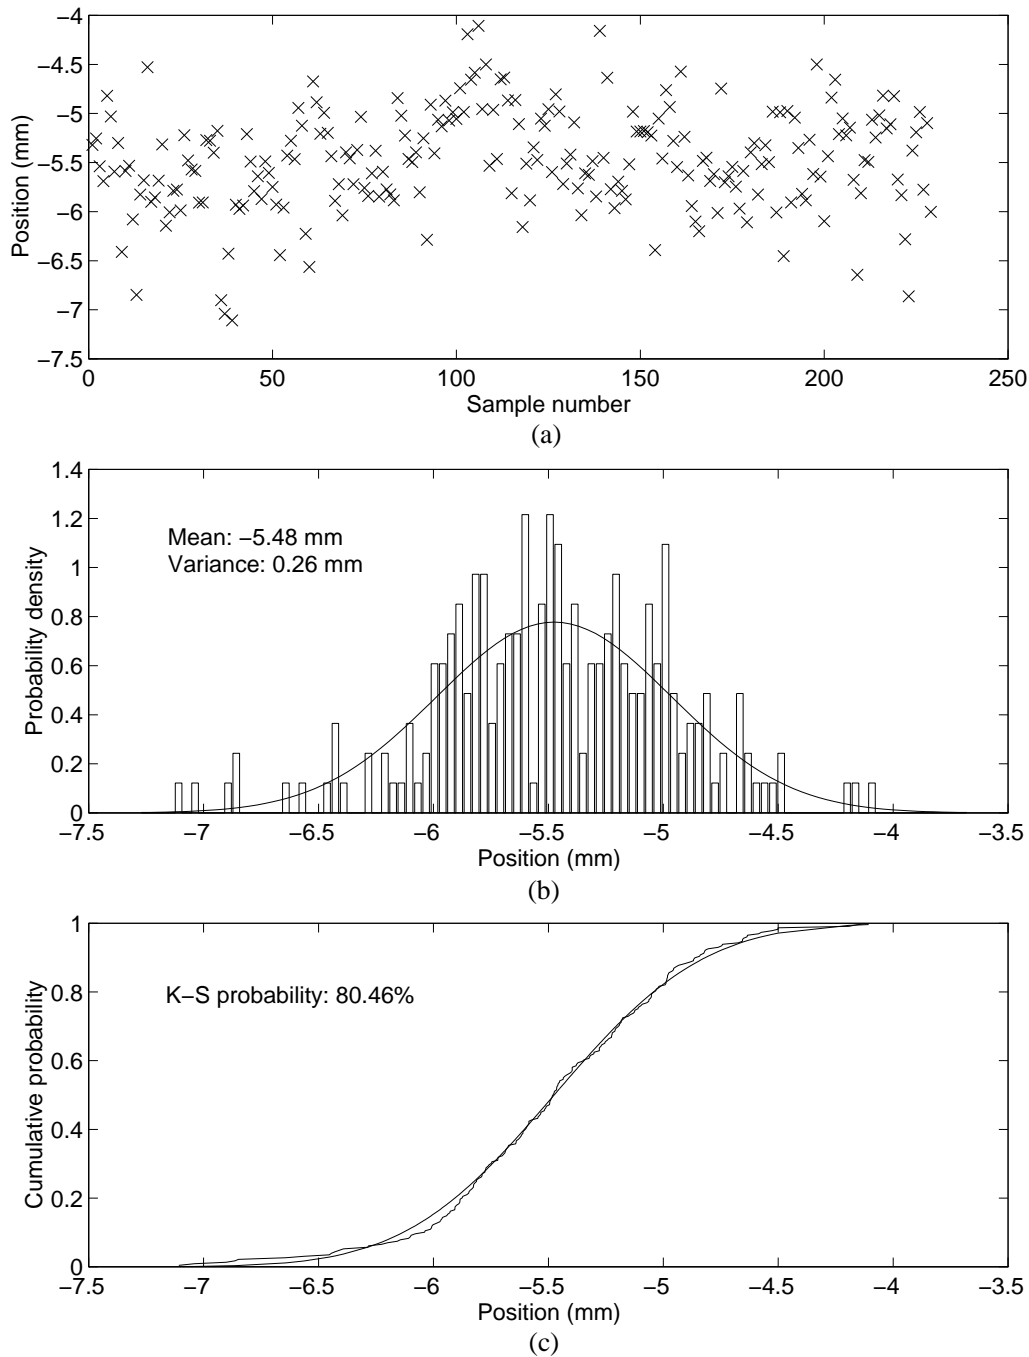 −4
−4.5
−5
−5.5
−6
−6.5
−7
−7.5
Position (mm)
0 50 100 150 200 250
Sample number
(a)
1.4
1.2
1
0.8
0.6
0.4
0.2
0
Probability density
Mean: −5.48 mm
Variance: 0.26 mm
−7.5 −7 −6.5 −6 −5.5 −5 −4.5 −4 −3.5
Position (mm)
(b)
1
0.8
0.6
0.4
0.2
0
Cumulative probability
K−S probability: 80.46%
−7.5 −7 −6.5 −6 −5.5 −5 −4.5 −4 −3.5
Position (mm)
(c)